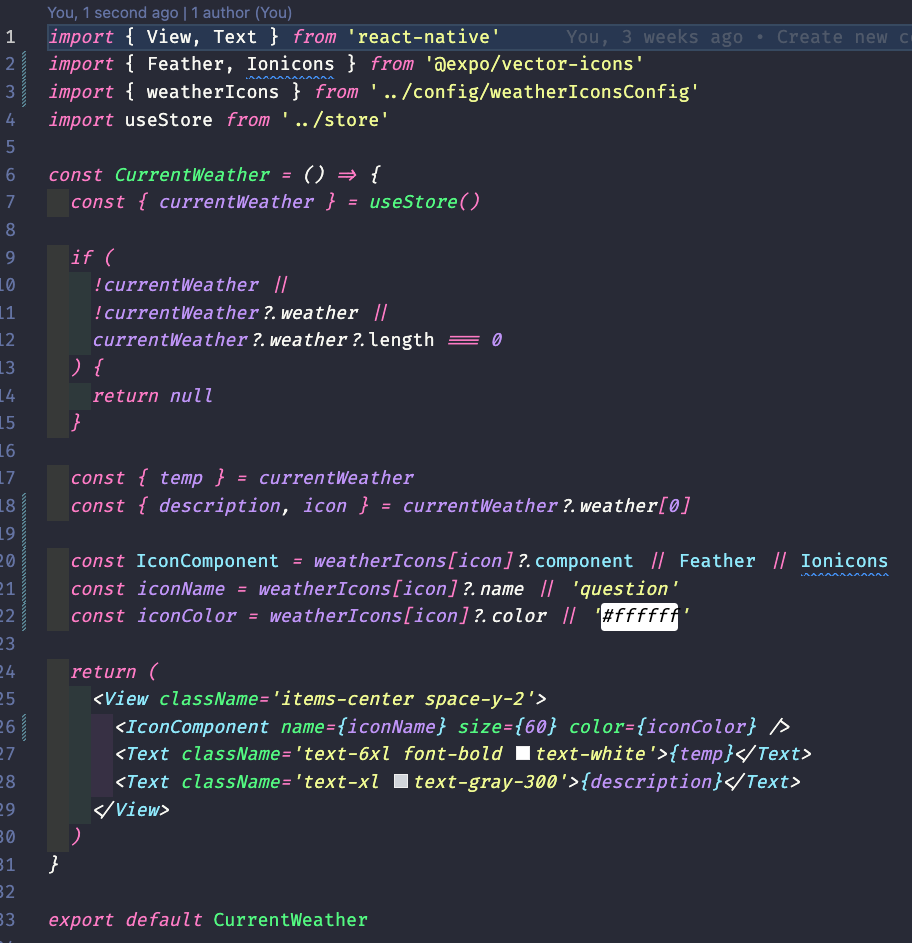 You, 1 second ago | 1 author (You)
1 import { View, Text } from 'react-native' You, 3 weeks ago • Create new
2 import { Feather, Ionicons } from '@expo/vector-icons'
3 import { weatherIcons } from '../config/weatherIconsConfig'
4 import useStore from '../store'
5
6 const CurrentWeather = () => {
7 const { currentWeather } = useStore()
8
9 if (
10 !currentWeather ||
11 !currentWeather?.weather ||
12 currentWeather?.weather?.length === 0
13 ) {
14 return null
15 }
16
17 const { temp } = currentWeather
18 const { description, icon } = currentWeather?.weather[0]
19
20 const IconComponent = weatherIcons[icon]?.component || Feather || Ionicons
21 const iconName = weatherIcons[icon]?.name || 'question'
22 const iconColor = weatherIcons[icon]?.color || '#ffffff'
23
24 return (
25 <View className='items-center space-y-2'>
26 <IconComponent name={iconName} size={60} color={iconColor} />
27 <Text className='text-6xl font-bold text-white'>{temp}</Text>
28 <Text className='text-xl text-gray-300'>{description}</Text>
29 </View>
30 )
31 }
32
33 export default CurrentWeather